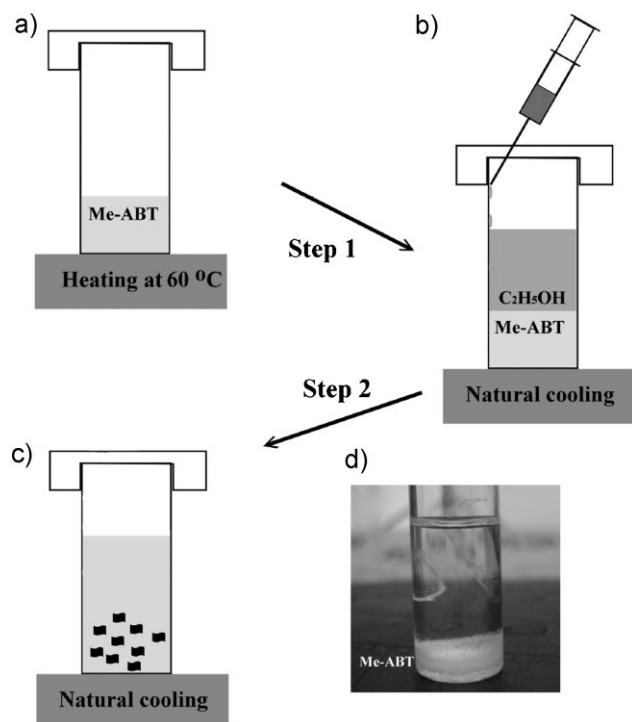 a)
Me-ABT
Heating at 60 ⁰C
Step 1
b)
C₂H₅OH
Me-ABT
Natural cooling
Step 2
c)
Natural cooling
d)
Me-ABT